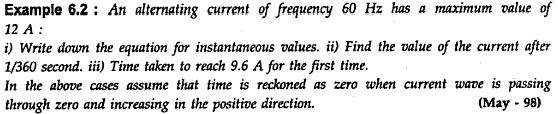 Example 6.2 : An alternating current of frequency 60 Hz has a maximum value of
12 A :
i) Write down the equation for instantaneous values. ii) Find the value of the current after
1/360 second. iii) Time taken to reach 9.6 A for the first time.
In the above cases assume that time is reckoned as zero when current wave is passing
through zero and increasing in the positive direction. (May - 98)